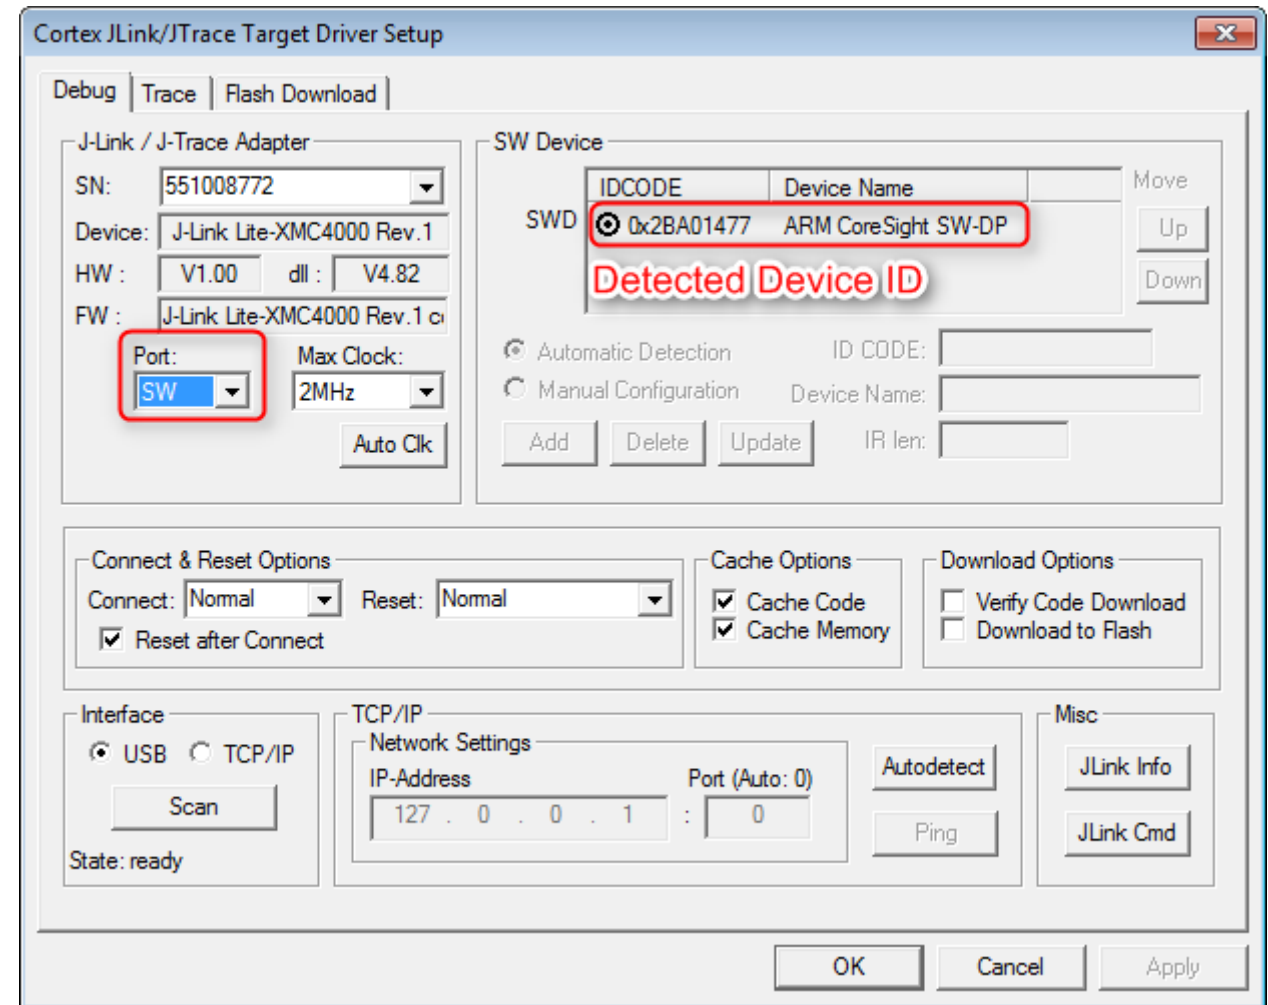 Cortex JLink/JTrace Target Driver Setup
Debug Trace Flash Download
J-Link / J-Trace Adapter
SN: 551008772
Device: J-Link Lite-XMC4000 Rev.1
HW : V1.00 dll : V4.82
FW : J-Link Lite-XMC4000 Rev.1
Port: Max Clock:
SW 2MHz
Auto Clk
SW Device
IDCODE Device Name Move
SWD 0x2BA01477 ARM CoreSight SW-DP Up
Detected Device ID Down
Automatic Detection ID CODE:
Manual Configuration Device Name:
Add Delete Update IR len:
Connect & Reset Options
Connect: Normal Reset: Normal
Reset after Connect
Cache Options
Cache Code
Cache Memory
Download Options
Verify Code Download
Download to Flash
Interface
USB TCP/IP
Scan
State: ready
TCP/IP
Network Settings
IP-Address Port (Auto: 0)
127 . 0 . 0 . 1 : 0
Autodetect
Ping
Misc
JLink Info
JLink Cmd
OK Cancel Apply